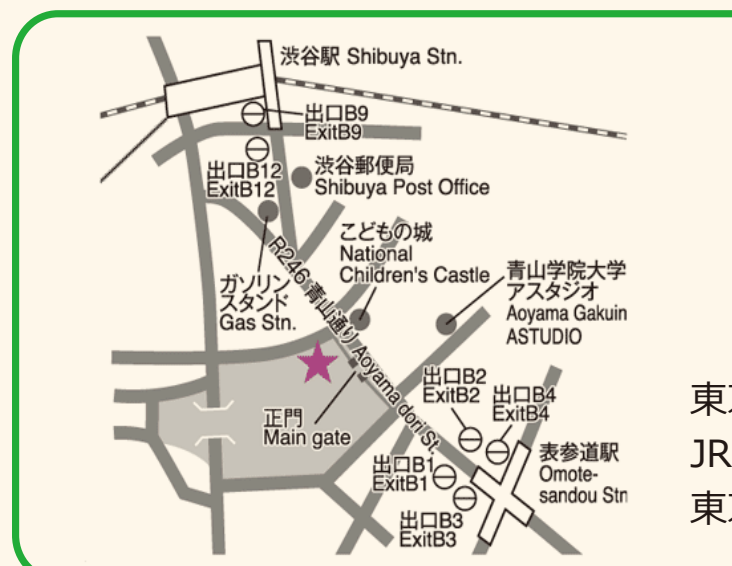 渋谷駅 Shibuya Stn.
出口B9
ExitB9
出口B12
ExitB12
渋谷郵便局
Shibuya Post Office
こどもの城
National
Children's Castle
ガソリン
スタンド
Gas Stn.
R246 青山通り Aoyama dori St.
青山学院大学
アスタジオ
Aoyama Gakuin
ASTUDIO
正門
Main gate
出口B2
ExitB2
出口B4
ExitB4
出口B1
ExitB1
出口B3
ExitB3
表参道駅
Omote-
sandou Stn
東
JR
東